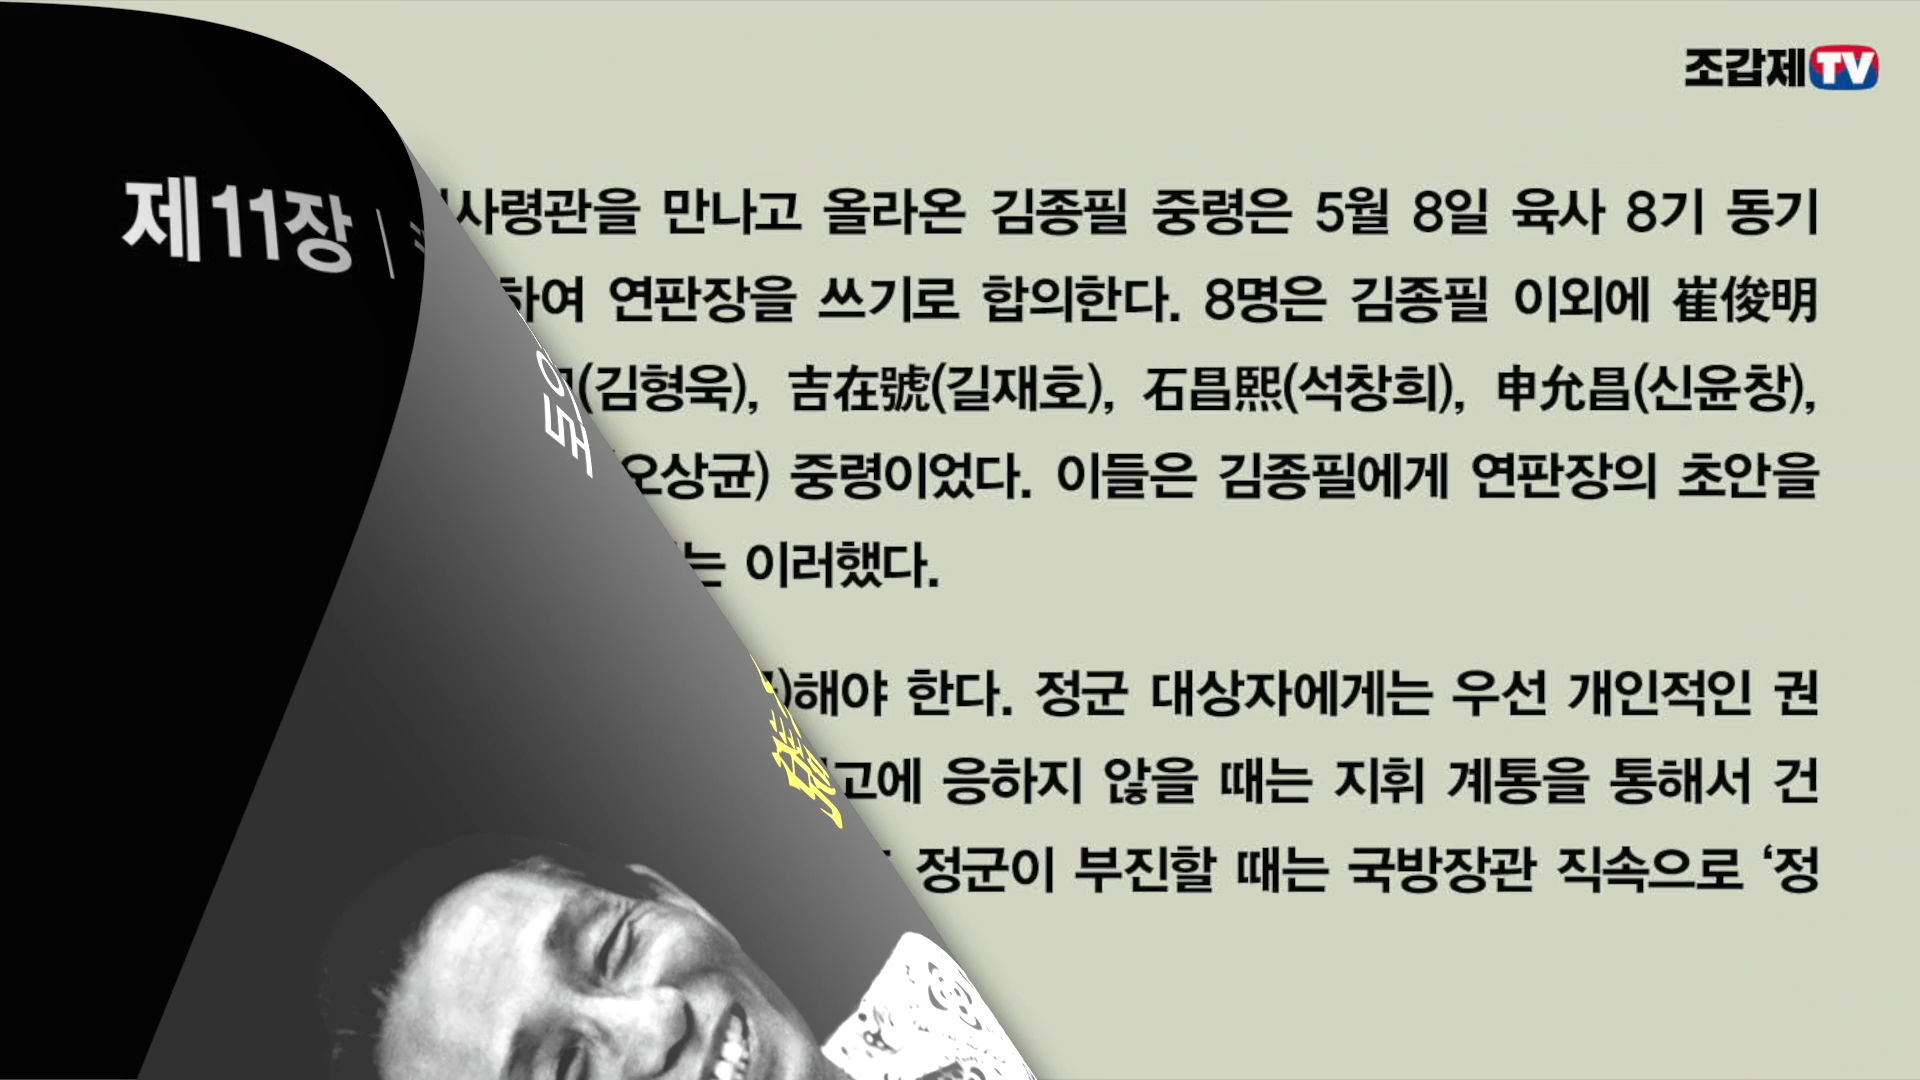 조갑제TV
제11장
사령관을 만나고 올라온 김종필 중령은 5월 8일 육사 8기 동기
하여 연판장을 쓰기로 합의한다. 8명은 김종필 이외에 崔俊明
(김형욱), 吉在號(길재호), 石昌熙(석창희), 申允昌(신윤창),
오상균) 중령이었다. 이들은 김종필에게 연판장의 초안을
는 이러했다.
)해야 한다. 정군 대상자에게는 우선 개인적인 권
고에 응하지 않을 때는 지휘 계통을 통해서 건
정군이 부진할 때는 국방장관 직속으로 ‘정